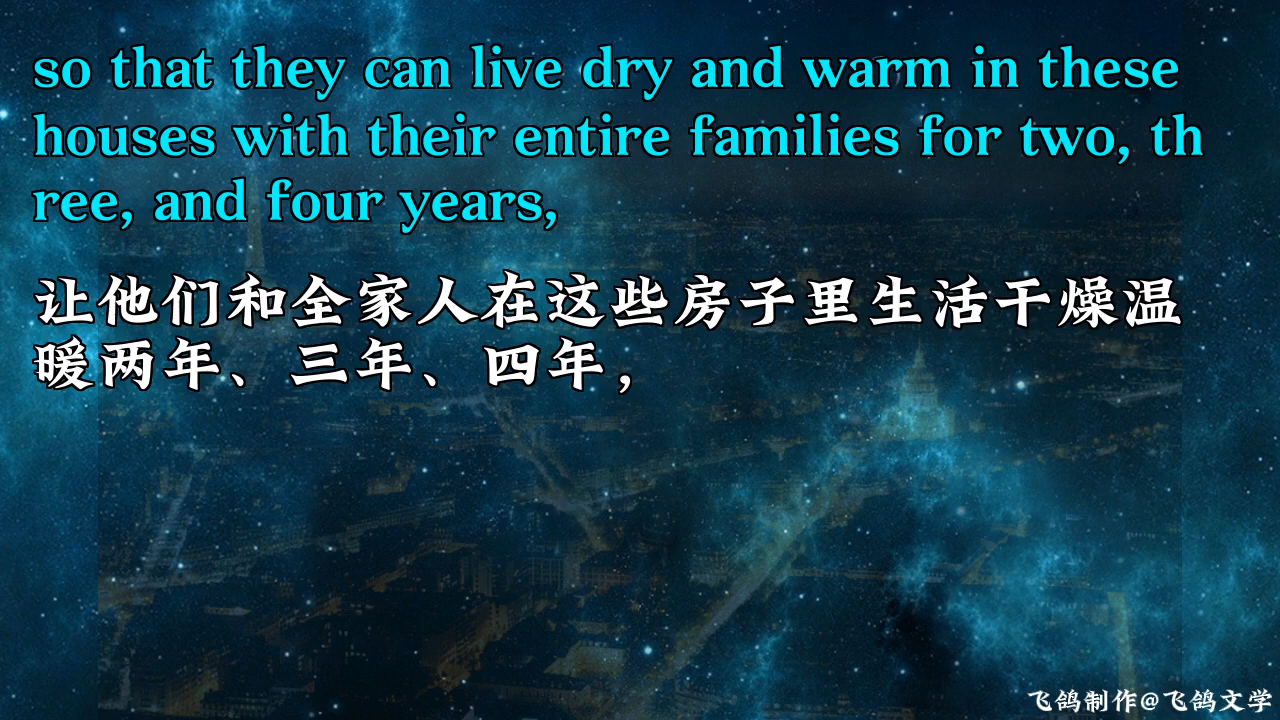 so that they can live dry and warm in these
houses with their entire families for two, th
ree, and four years,
让他们和全家人在这些房子里生活干燥温
暖两年、三年、四年，
飞鸽制作@飞鸽文学